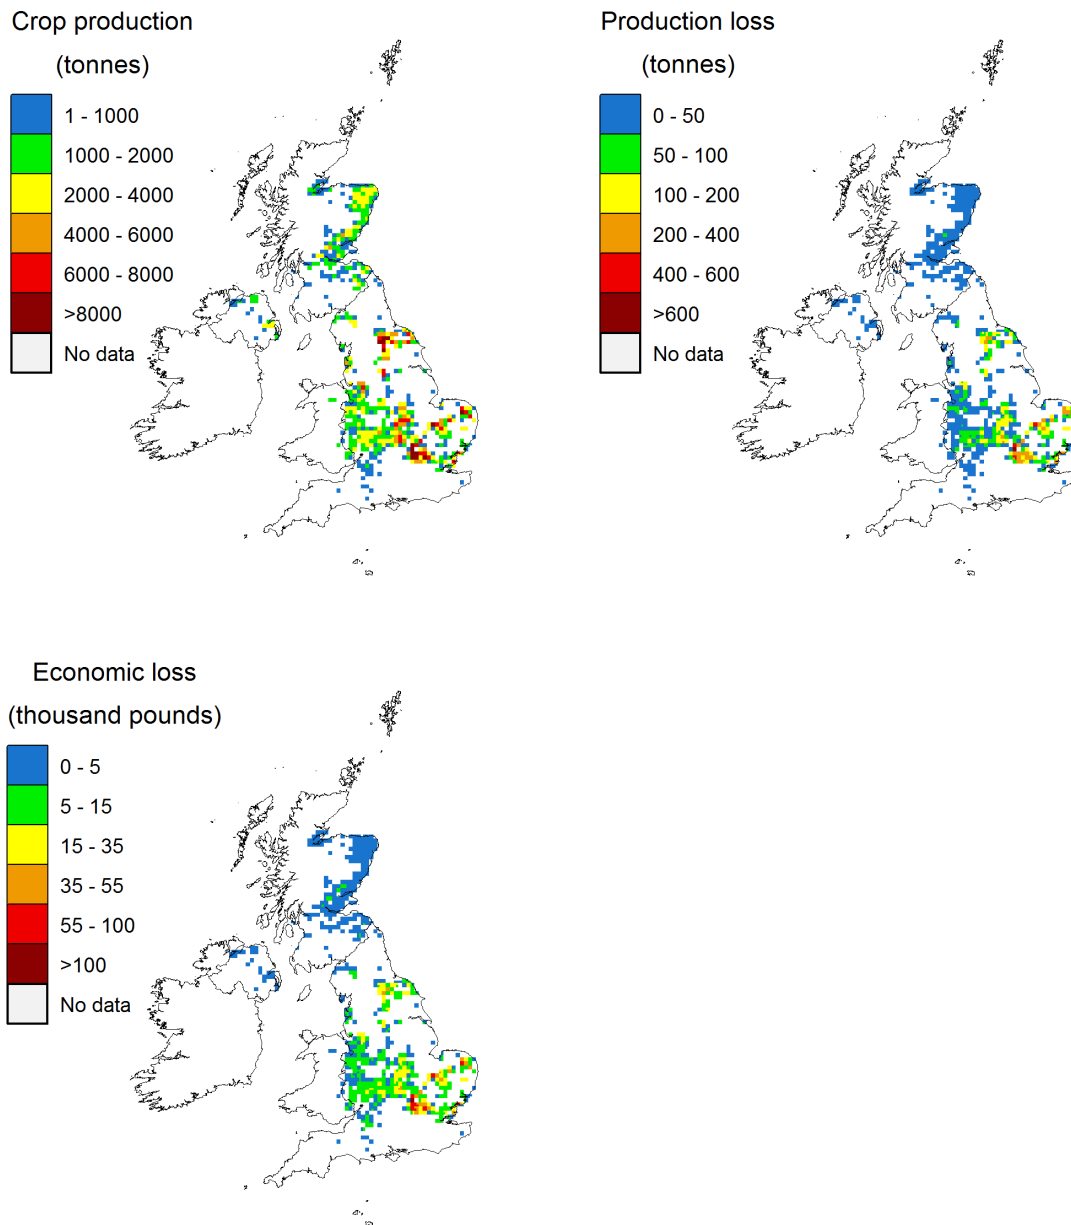 Crop production
(tonnes)
1 - 1000
1000 - 2000
2000 - 4000
4000 - 6000
6000 - 8000
>8000
No data
Production loss
(tonnes)
0 - 50
50 - 100
100 - 200
200 - 400
400 - 600
>600
No data
Economic loss
(thousand pounds)
0 - 5
5 - 15
15 - 35
35 - 55
55 - 100
>100
No data